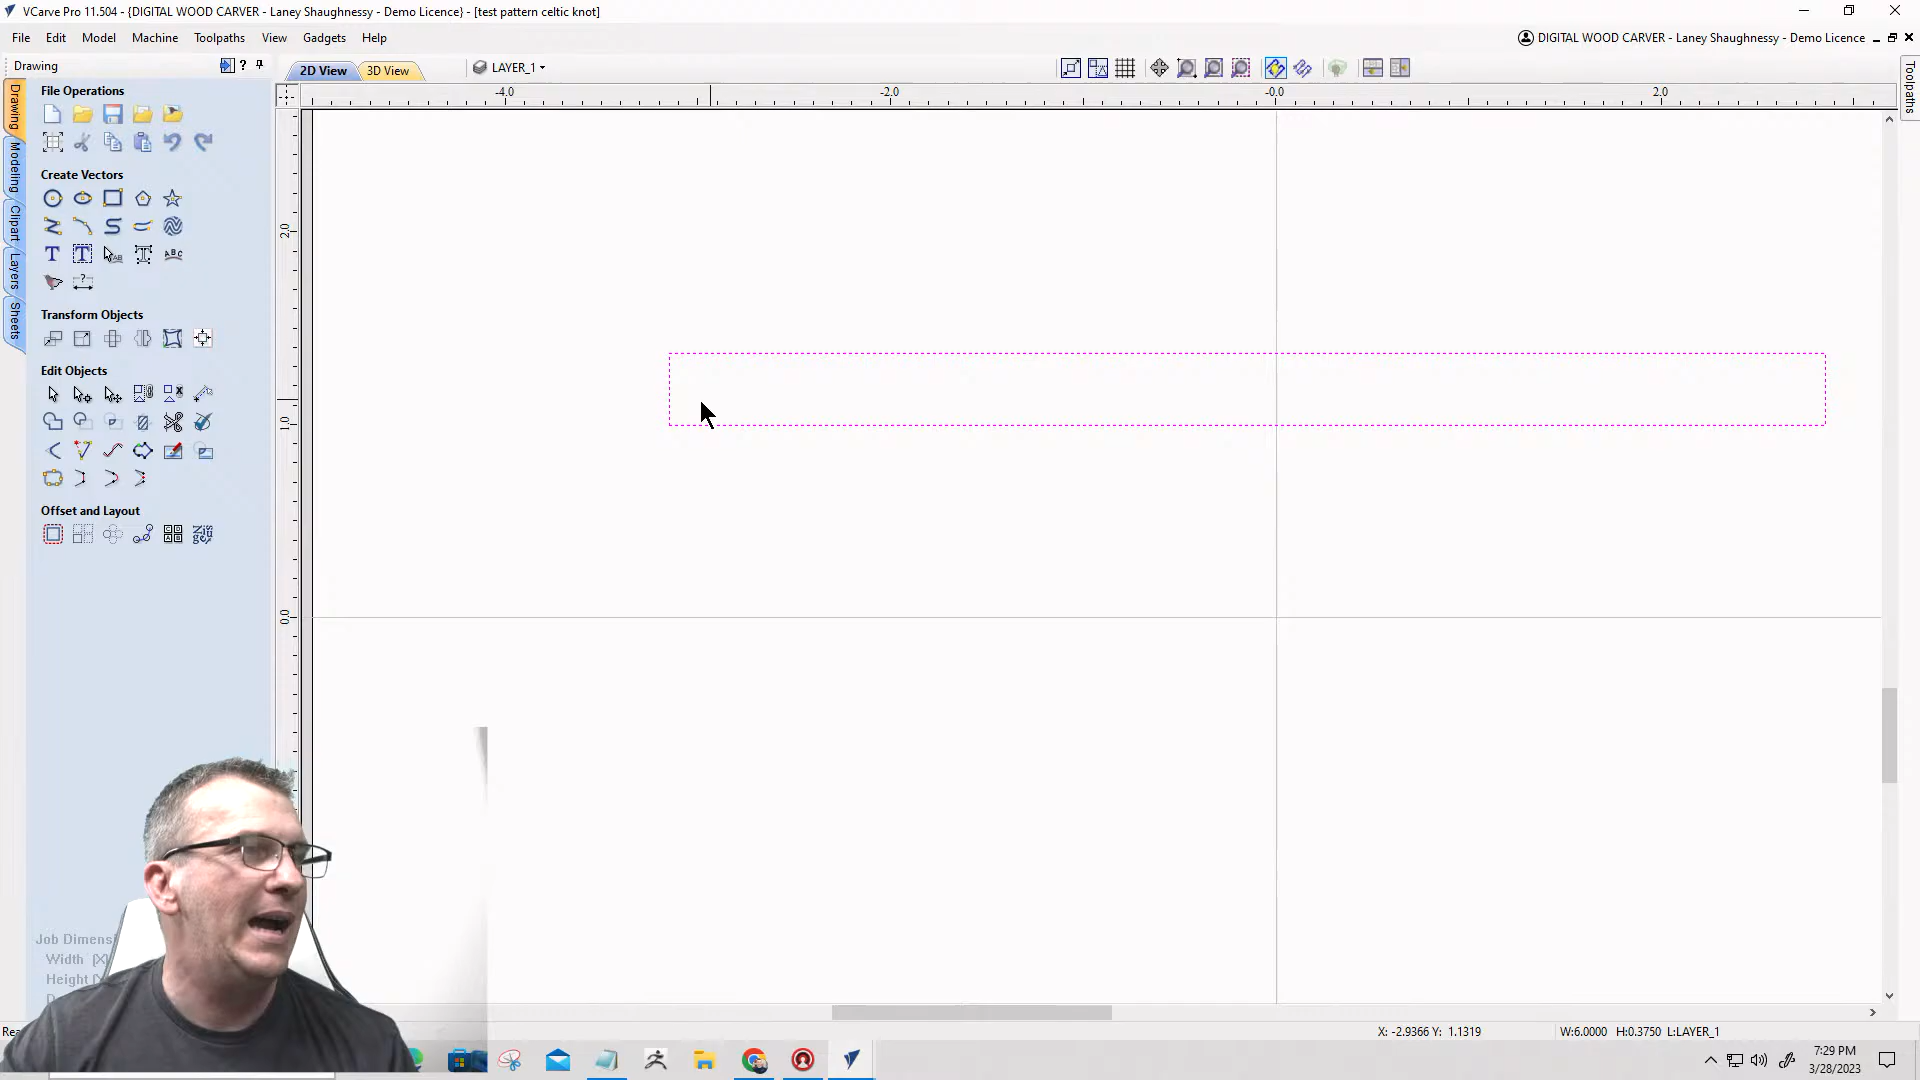 VCarve Pro 11.504 - {DIGITAL WOOD CARVER - Laney Shaughnessy - Demo Licence} - [test pattern celtic knot]
File Edit Model Machine Toolpaths View Gadgets Help
DIGITAL WOOD CARVER - Laney Shaughnessy - Demo Licence
Drawing
2D View 3D View LAYER_1
File Operations
-4.0 -2.0 -0.0 2.0
Toolpaths
Drawing
Modeling
Clipart
Layers
Sheets
Create Vectors
2.0
Transform Objects
Edit Objects
1.0
Offset and Layout
0.0
Job Dimensi
Width (X)
Height
X: -2.9366 Y: 1.1319 W:6.0000 H:0.3750 L:LAYER_1
7:29 PM
3/28/2023